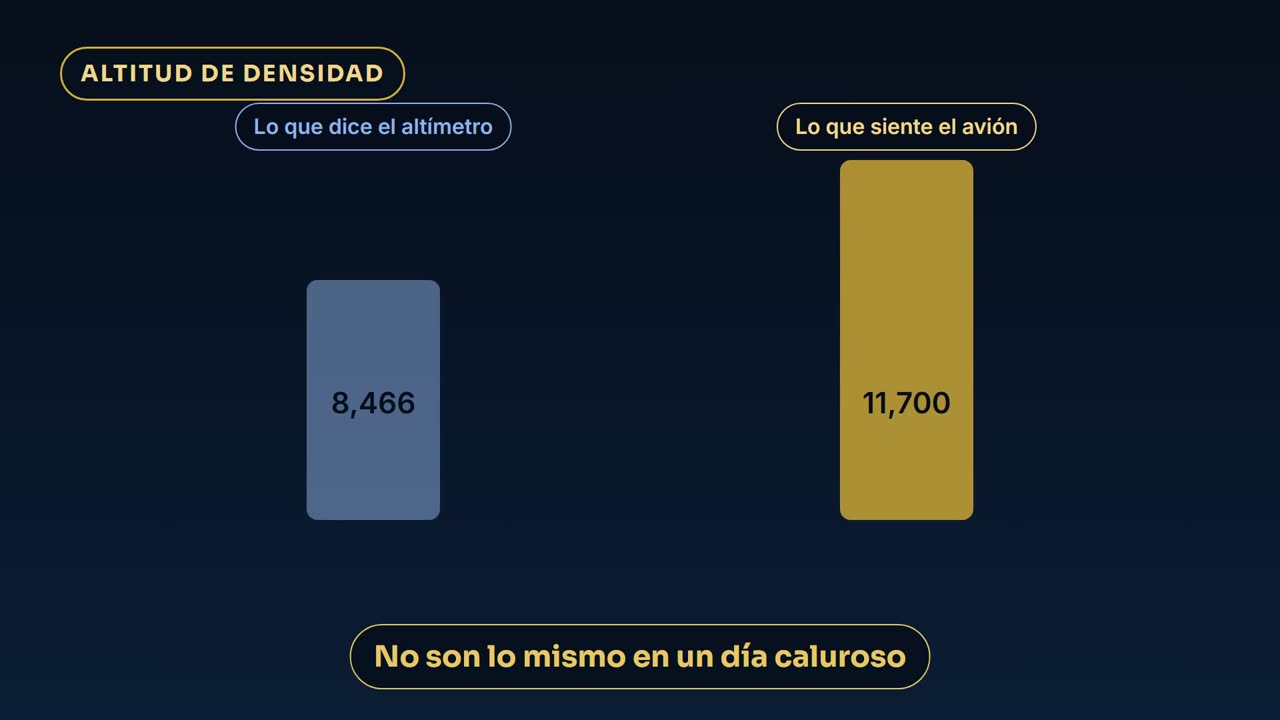 ALTITUD DE DENSIDAD
Lo que dice el altímetro
Lo que siente el avión
8,466
11,700
No son lo mismo en un día caluroso